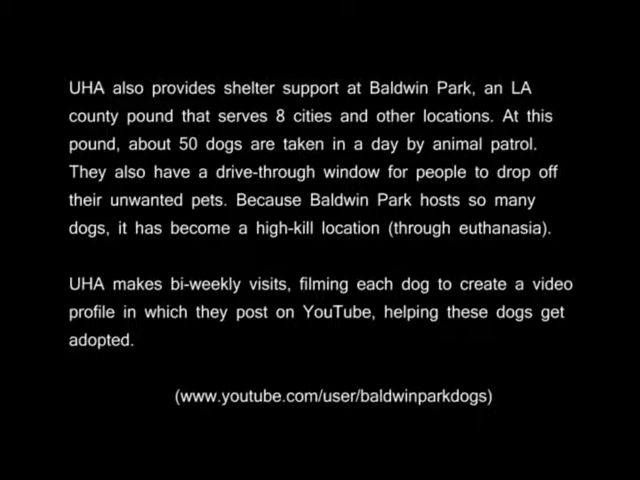 UHA also provides shelter support at Baldwin Park, an LA
county pound that serves 8 cities and other locations. At this
pound, about 50 dogs are taken in a day by animal patrol.
They also have a drive-through window for people to drop off
their unwanted pets. Because Baldwin Park hosts so many
dogs, it has become a high-kill location (through euthanasia).
UHA makes bi-weekly visits, filming each dog to create a video
profile in which they post on YouTube, helping these dogs get
adopted.
(www.youtube.com/user/baldwinparkdogs)